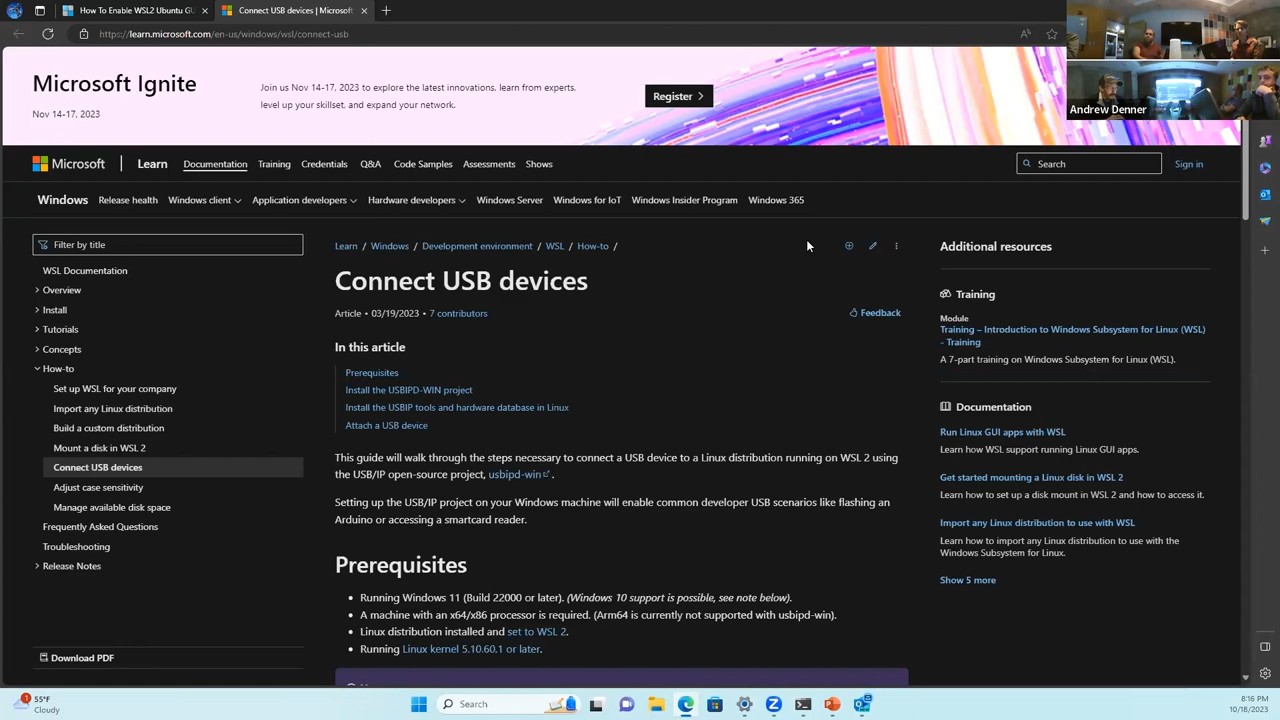 How To Enable WSL2 Ubuntu GU
Connect USB devices | Microsoft
https://learn.microsoft.com/en-us/windows/wsl/connect-usb
Microsoft Ignite
Nov 14-17, 2023
Join us November 14-17, 2023 to explore the latest innovations, learn from experts,
level up your skillset, and expand your network.
Register
Andrew Denner
Microsoft
Learn
Documentation
Training
Credentials
Q&A
Code Samples
Assessments
Shows
Search
Sign in
Windows
Release health
Windows client
Application developers
Hardware developers
Windows Server
Windows for IoT
Windows Insider Program
Windows 365
Filter by title
WSL Documentation
Overview
Install
Tutorials
Concepts
How-to
Set up WSL for your company
Import any Linux distribution
Build a custom distribution
Mount a disk in WSL 2
Connect USB devices
Adjust case sensitivity
Manage available disk space
Frequently Asked Questions
Troubleshooting
Release Notes
Download PDF
Learn / Windows / Development environment / WSL / How-to /
Connect USB devices
Article • 03/19/2023 • 7 contributors
Feedback
In this article
Prerequisites
Install the USBIPD-WIN project
Install the USBIP tools and hardware database in Linux
Attach a USB device
This guide will walk through the steps necessary to connect a USB device to a Linux distribution running on WSL 2 using
the USB/IP open-source project, usbipd-win .
Setting up the USB/IP project on your Windows machine will enable common developer USB scenarios like flashing an
Arduino or accessing a smartcard reader.
Prerequisites
• Running Windows 11 (Build 22000 or later). (Windows 10 support is possible, see note below).
• A machine with an x64/x86 processor is required. (Arm64 is currently not supported with usbipd-win).
• Linux distribution installed and set to WSL 2.
• Running Linux kernel 5.10.60.1 or later.
Additional resources
Training
Module
Training – Introduction to Windows Subsystem for Linux (WSL)
- Training
A 7-part training on Windows Subsystem for Linux (WSL).
Documentation
Run Linux GUI apps with WSL
Learn how WSL support running Linux GUI apps.
Get started mounting a Linux disk in WSL 2
Learn how to set up a disk mount in WSL 2 and how to access it.
Import any Linux distribution to use with WSL
Learn how to import any Linux distribution to use with the
Windows Subsystem for Linux.
Show 5 more
1
55°F
Cloudy
Search
8:16 PM
10/18/2023